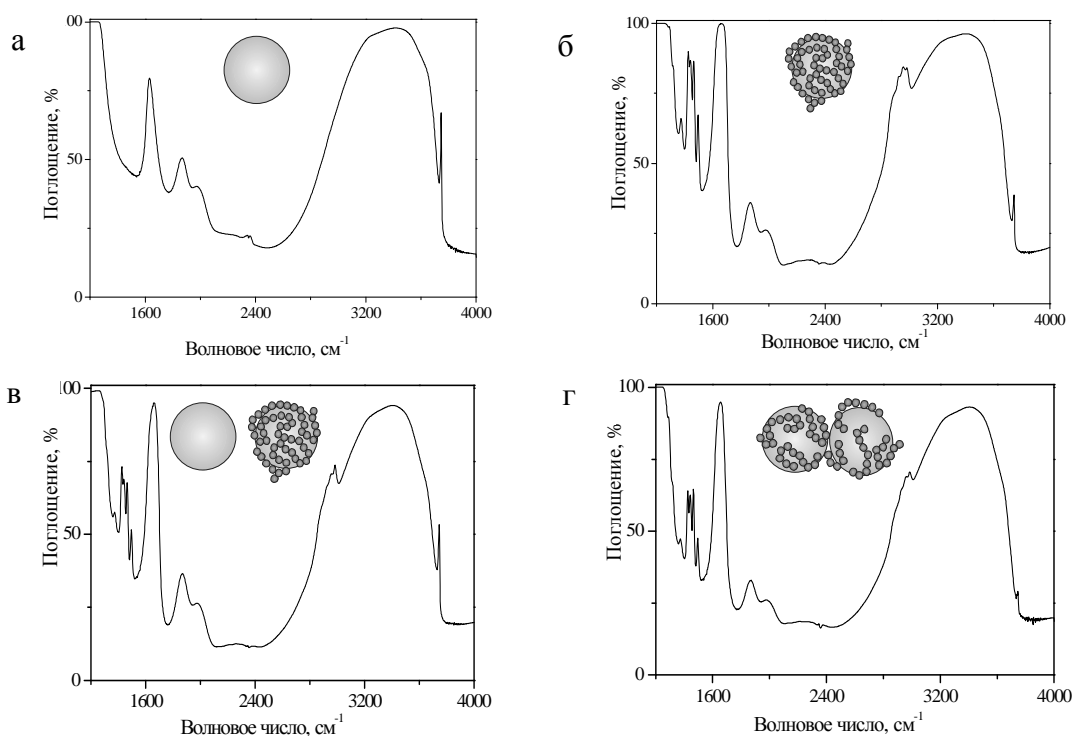 а
00
50
0
1600
2400
3200
4000
Поглощение, %
Волновое число, см-1
б
100
50
0
1600
2400
3200
4000
Поглощение, %
Волновое число, см-1
в
100
50
0
1600
2400
3200
4000
Поглощение, %
Волновое число, см-1
г
100
50
0
1600
2400
3200
4000
Поглощение, %
Волновое число, см-1